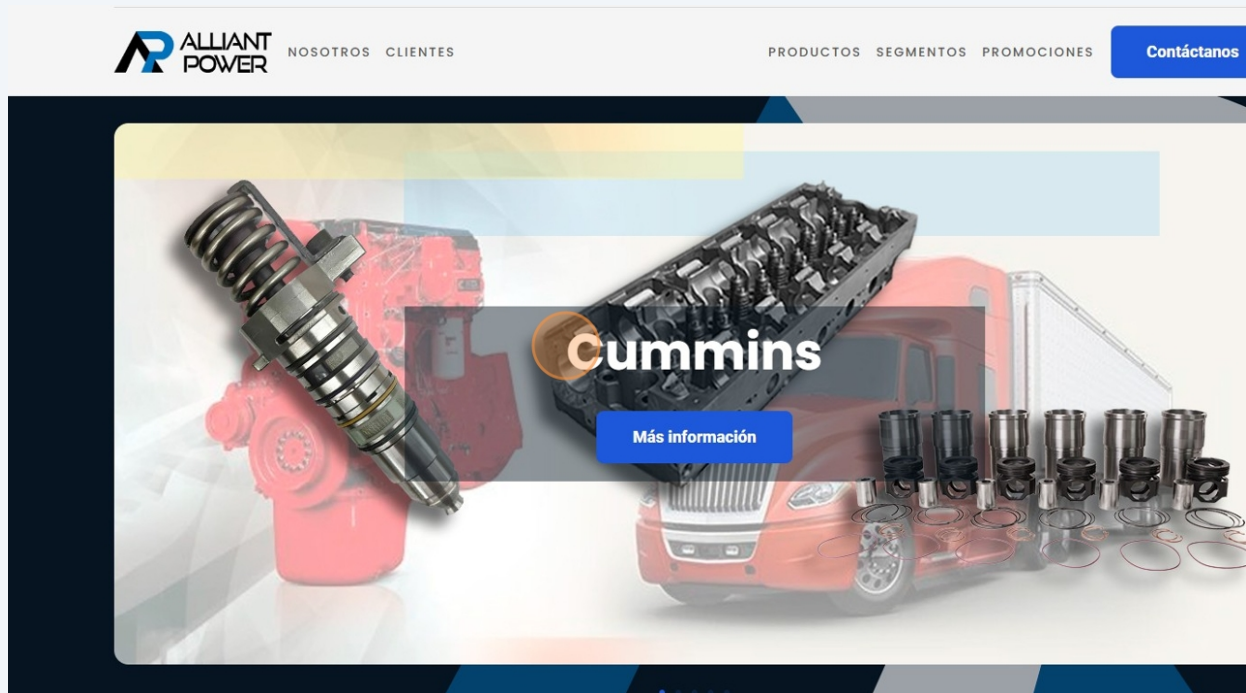 ALLIANT
POWER
NOSOTROS CLIENTES
PRODUCTOS SEGMENTOS PROMOCIONES
Contáctanos
Cummins
Más información